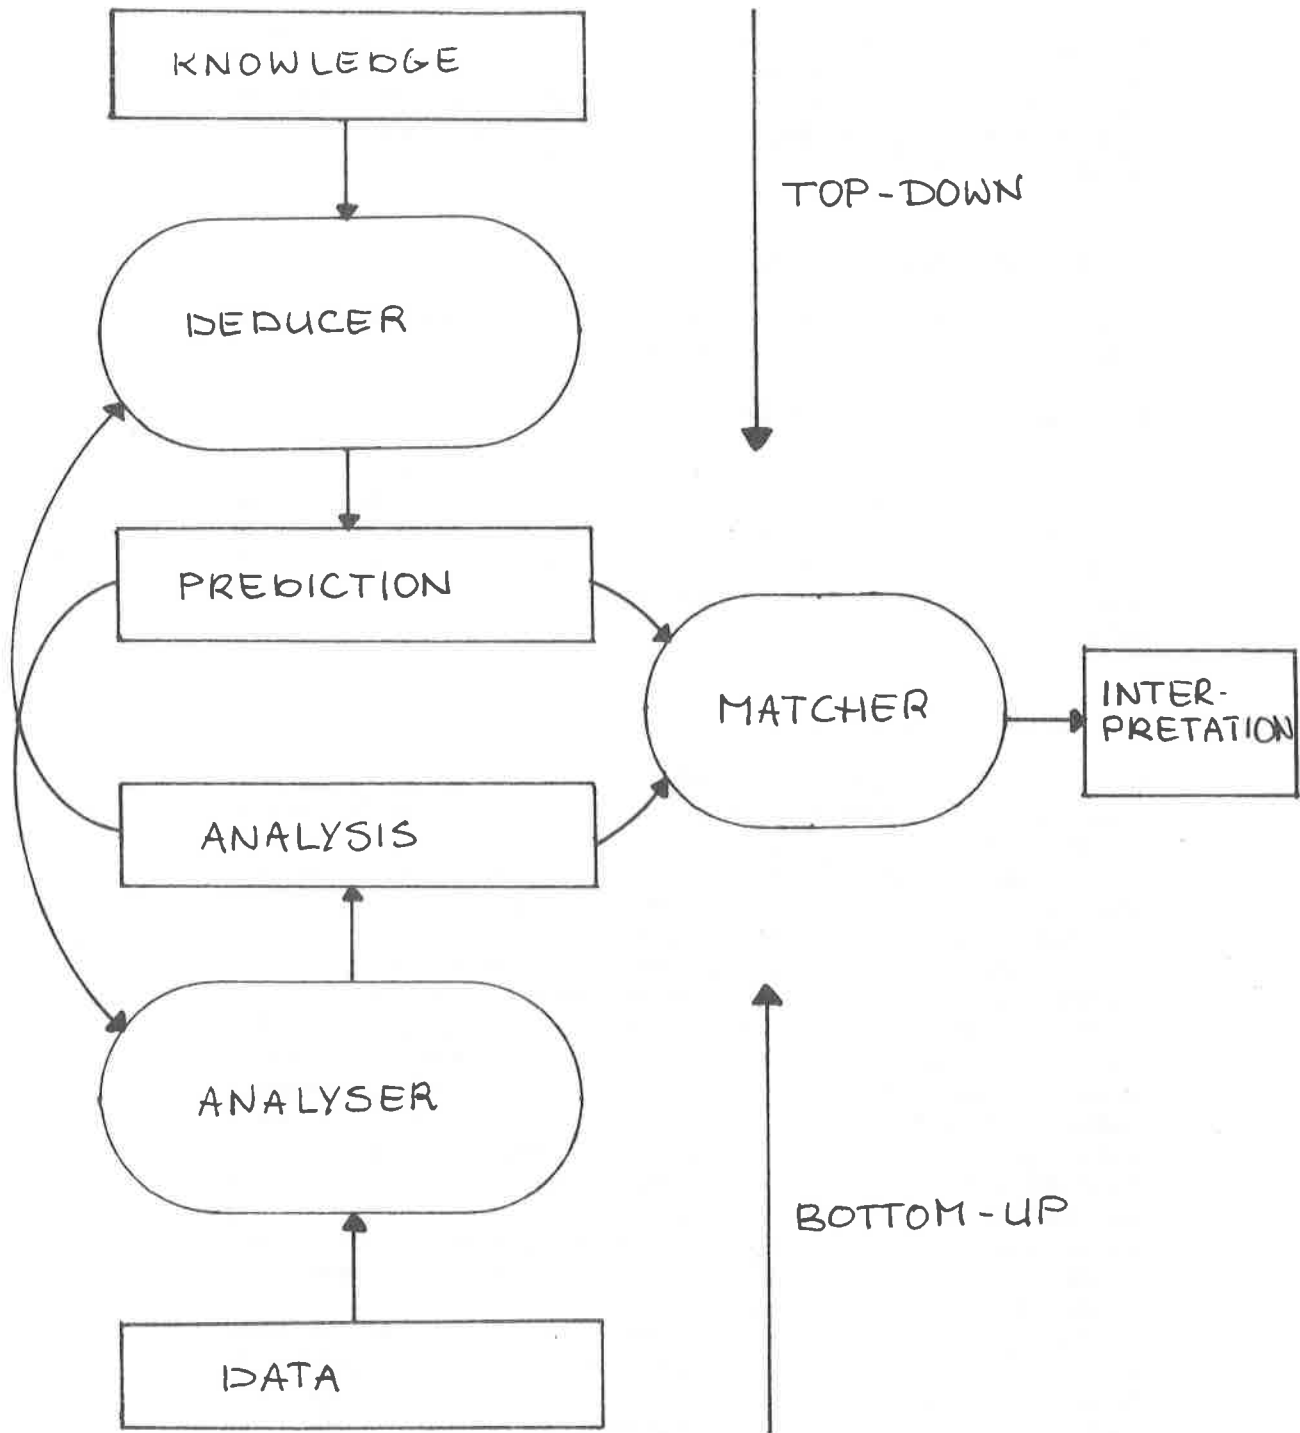 KNOWLEDGE
TOP-DOWN
DEDUCER
PREDICTION
MATCHER
INTER-
PRETATION
ANALYSIS
ANALYSER
BOTTOM-UP
DATA